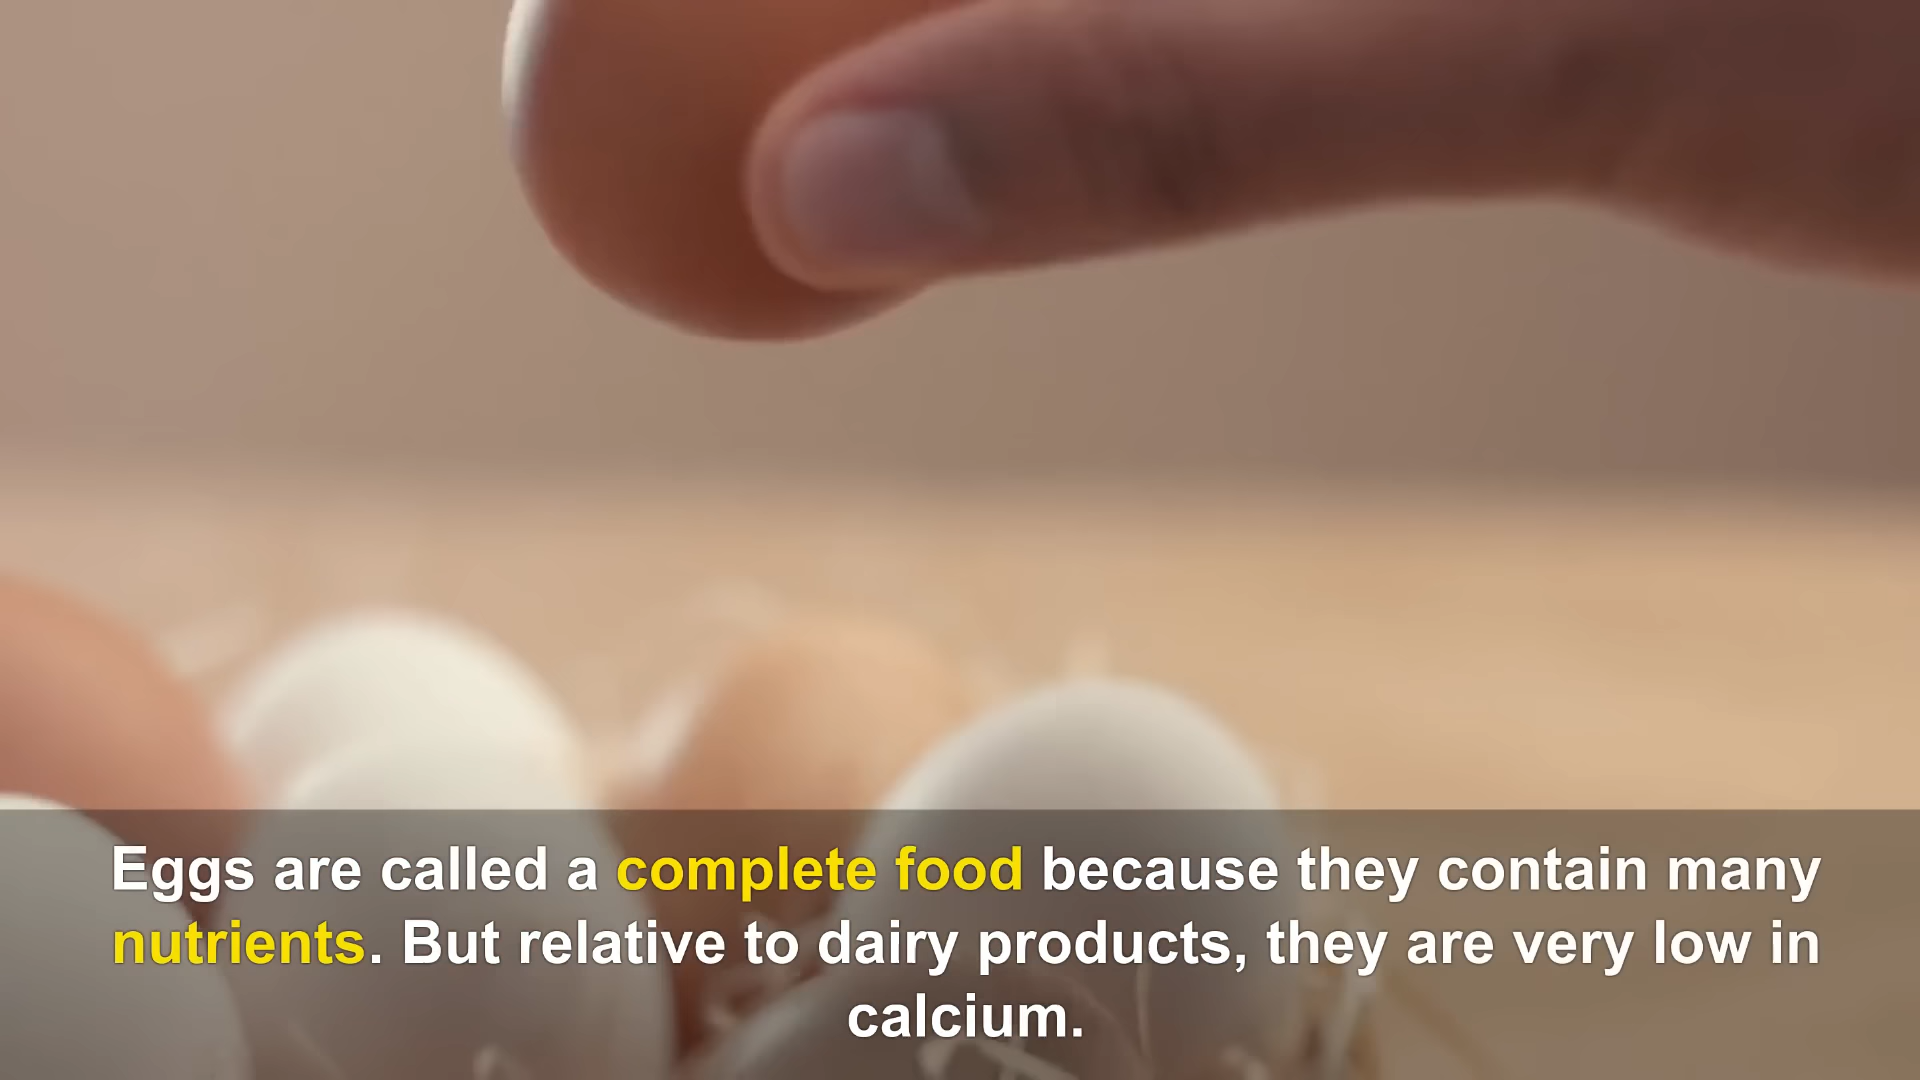 Eggs are called a complete food because they contain many
nutrients. But relative to dairy products, they are very low in
calcium.